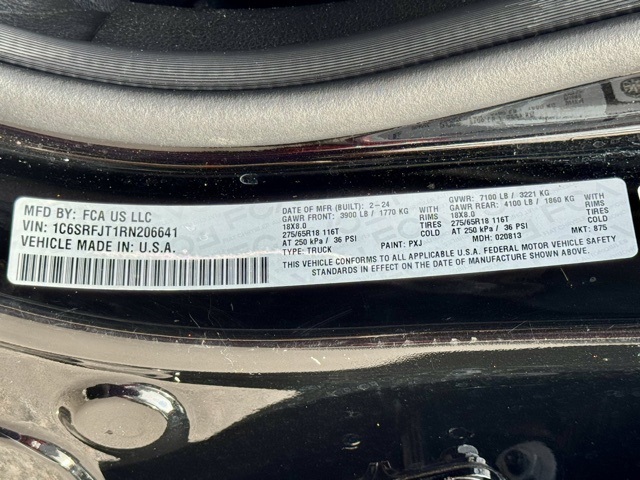 MFD BY: FCA US LLC
VIN: 1C6SRFJT1RN206641
VEHICLE MADE IN U.S.A.
DATE OF MFR (BUILT): 2-24 GVWR: 7100 LB / 3221 KG
GAWR FRONT: 3900 LB / 1770 KG WITH GAWR REAR: 4100 LB / 1860 KG WITH
18X8.0 RIMS 18X8.0 RIMS
275/65R18 116T TIRES 275/65R18 116T TIRES
AT 250 kPa / 36 PSI COLD AT 250 kPa / 36 PSI COLD
TYPE: TRUCK PAINT: PXJ MDH: 020813 MKT: 875
THIS VEHICLE CONFORMS TO ALL APPLICABLE U.S.A. FEDERAL MOTOR VEHICLE SAFETY
STANDARDS IN EFFECT ON THE DATE OF MANUFACTURE SHOWN ABOVE.